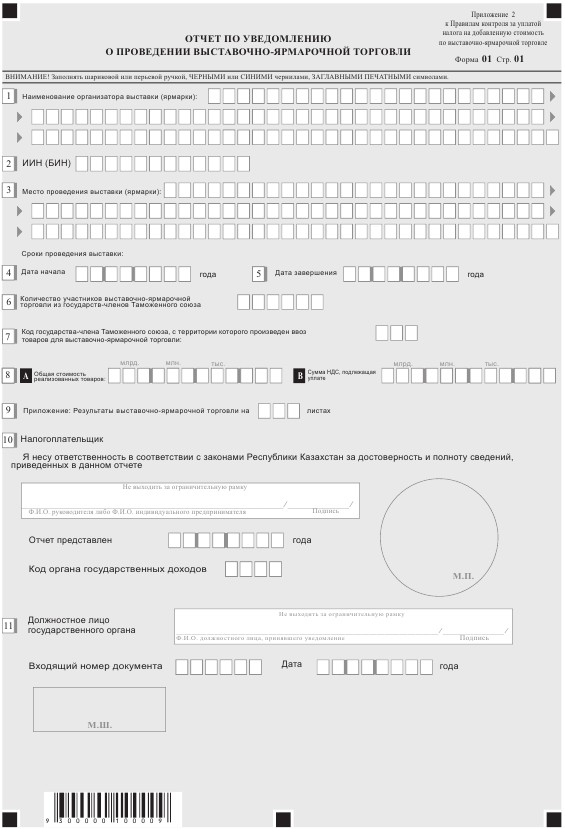 Приложение 2
к Правилам контроля за уплатой
налога на добавленную стоимость
по выставочно-ярмарочной торговле
ОТЧЕТ ПО УВЕДОМЛЕНИЮ
О ПРОВЕДЕНИИ ВЫСТАВОЧНО-ЯРМАРОЧНОЙ ТОРГОВЛИ
Форма 01 Стр. 01
ВНИМАНИЕ! Заполнять шариковой или перьевой ручкой, ЧЕРНЫМИ или СИНИМИ чернилами, ЗАГЛАВНЫМИ ПЕЧАТНЫМИ символами.
1 Наименование организатора выставки (ярмарки):
2 ИИН (БИН)
3 Место проведения выставки (ярмарки):
Сроки проведения выставки:
4 Дата начала года 5 Дата завершения года
6 Количество участников выставочно-ярмарочной
торговли из государств-членов Таможенного союза
7 Код государства-члена Таможенного союза, с территории которого произведен ввоз
товаров для выставочно-ярмарочной торговли:
млрд. млн. тыс. млрд. млн. тыс.
8 A Общая стоимость
реализованных товаров:
B Сумма НДС, подлежащая
уплате
9 Приложение: Результаты выставочно-ярмарочной торговли на листах
10 Налогоплательщик
Я несу ответственность в соответствии с законами Республики Казахстан за достоверность и полноту сведений,
приведенных в данном отчете
Не выходить за ограничительную рамку
/ /
Ф.И.О. руководителя либо Ф.И.О. индивидуального предпринимателя Подпись
Отчет представлен года
Код органа государственных доходов
М.П.
11 Должностное лицо
государственного органа
Не выходить за ограничительную рамку
/ /
Ф.И.О. должностного лица, принявшего уведомление Подпись
Входящий номер документа Дата года
М.Ш.
9 300000 100009